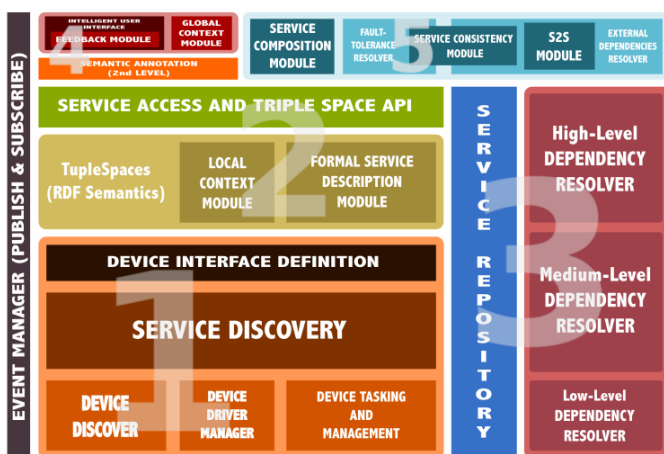 EVENT MANAGER (PUBLISH & SUBSCRIBE)
4
INTELLIGENT USER
INTERFACE
FEEDBACK MODULE
GLOBAL
CONTEXT
MODULE
SEMANTIC ANNOTATION
(2nd LEVEL)
5
SERVICE
COMPOSITION
MODULE
FAULT-
TOLERANCE
RESOLVER
SERVICE CONSISTENCY
MODULE
S2S
MODULE
EXTERNAL
DEPENDENCIES
RESOLVER
SERVICE ACCESS AND TRIPLE SPACE API
2
TupleSpaces
(RDF Semantics)
LOCAL
CONTEXT
MODULE
FORMAL SERVICE
DESCRIPTION
MODULE
1
DEVICE INTERFACE DEFINITION
SERVICE DISCOVERY
DEVICE
DISCOVER
DEVICE
DRIVER
MANAGER
DEVICE TASKING
AND
MANAGEMENT
SERVICE REPOSITORY
3
High-Level
DEPENDENCY
RESOLVER
Medium-Level
DEPENDENCY
RESOLVER
Low-Level
DEPENDENCY
RESOLVER